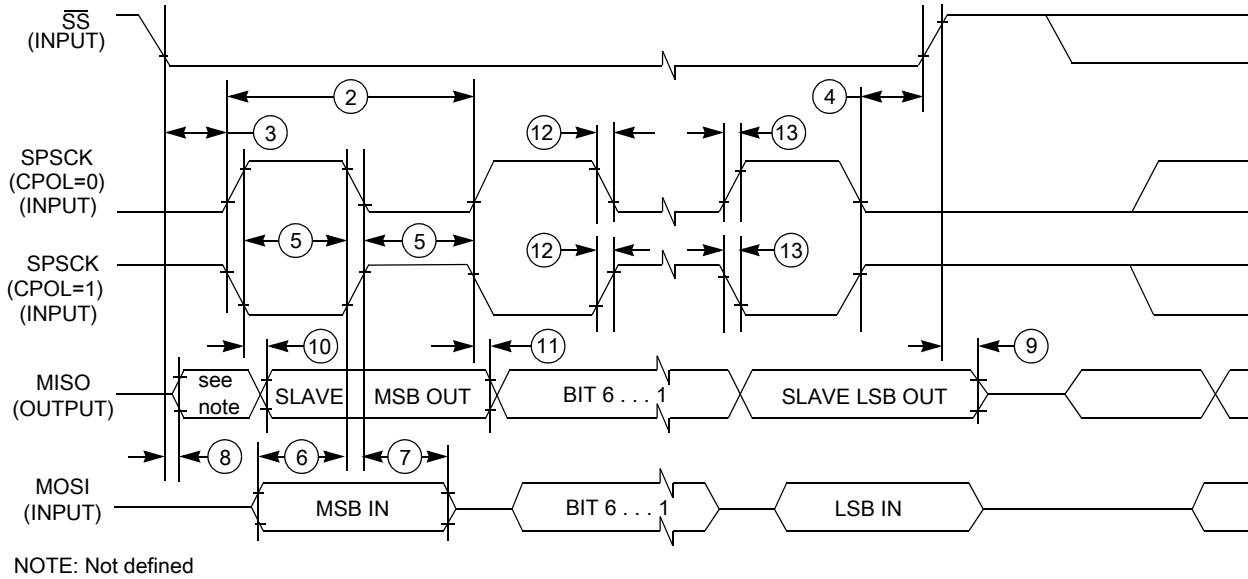 SS
(INPUT)
2
4
3
12
13
SPSCK
(CPOL=0)
(INPUT)
5
5
SPSCK
(CPOL=1)
(INPUT)
12
13
10
11
9
MISO
(OUTPUT)
see
note
SLAVE
MSB OUT
BIT 6 . . . 1
SLAVE LSB OUT
8
6
7
MOSI
(INPUT)
MSB IN
BIT 6 . . . 1
LSB IN
NOTE: Not defined